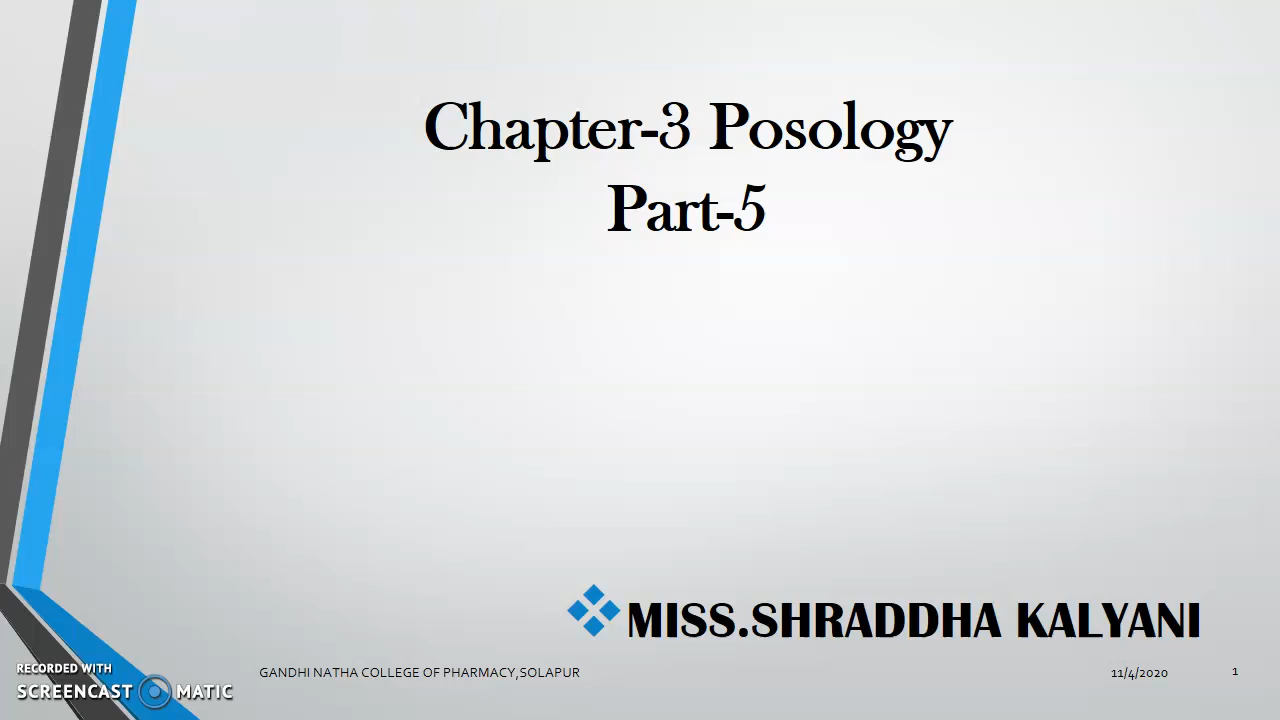 Chapter-3 Posology
Part-5
MISS.SHRADDHA KALYANI
RECORDED WITH
SCREENCAST MATIC
GANDHI NATHA COLLEGE OF PHARMACY,SOLAPUR
11/4/2020
1